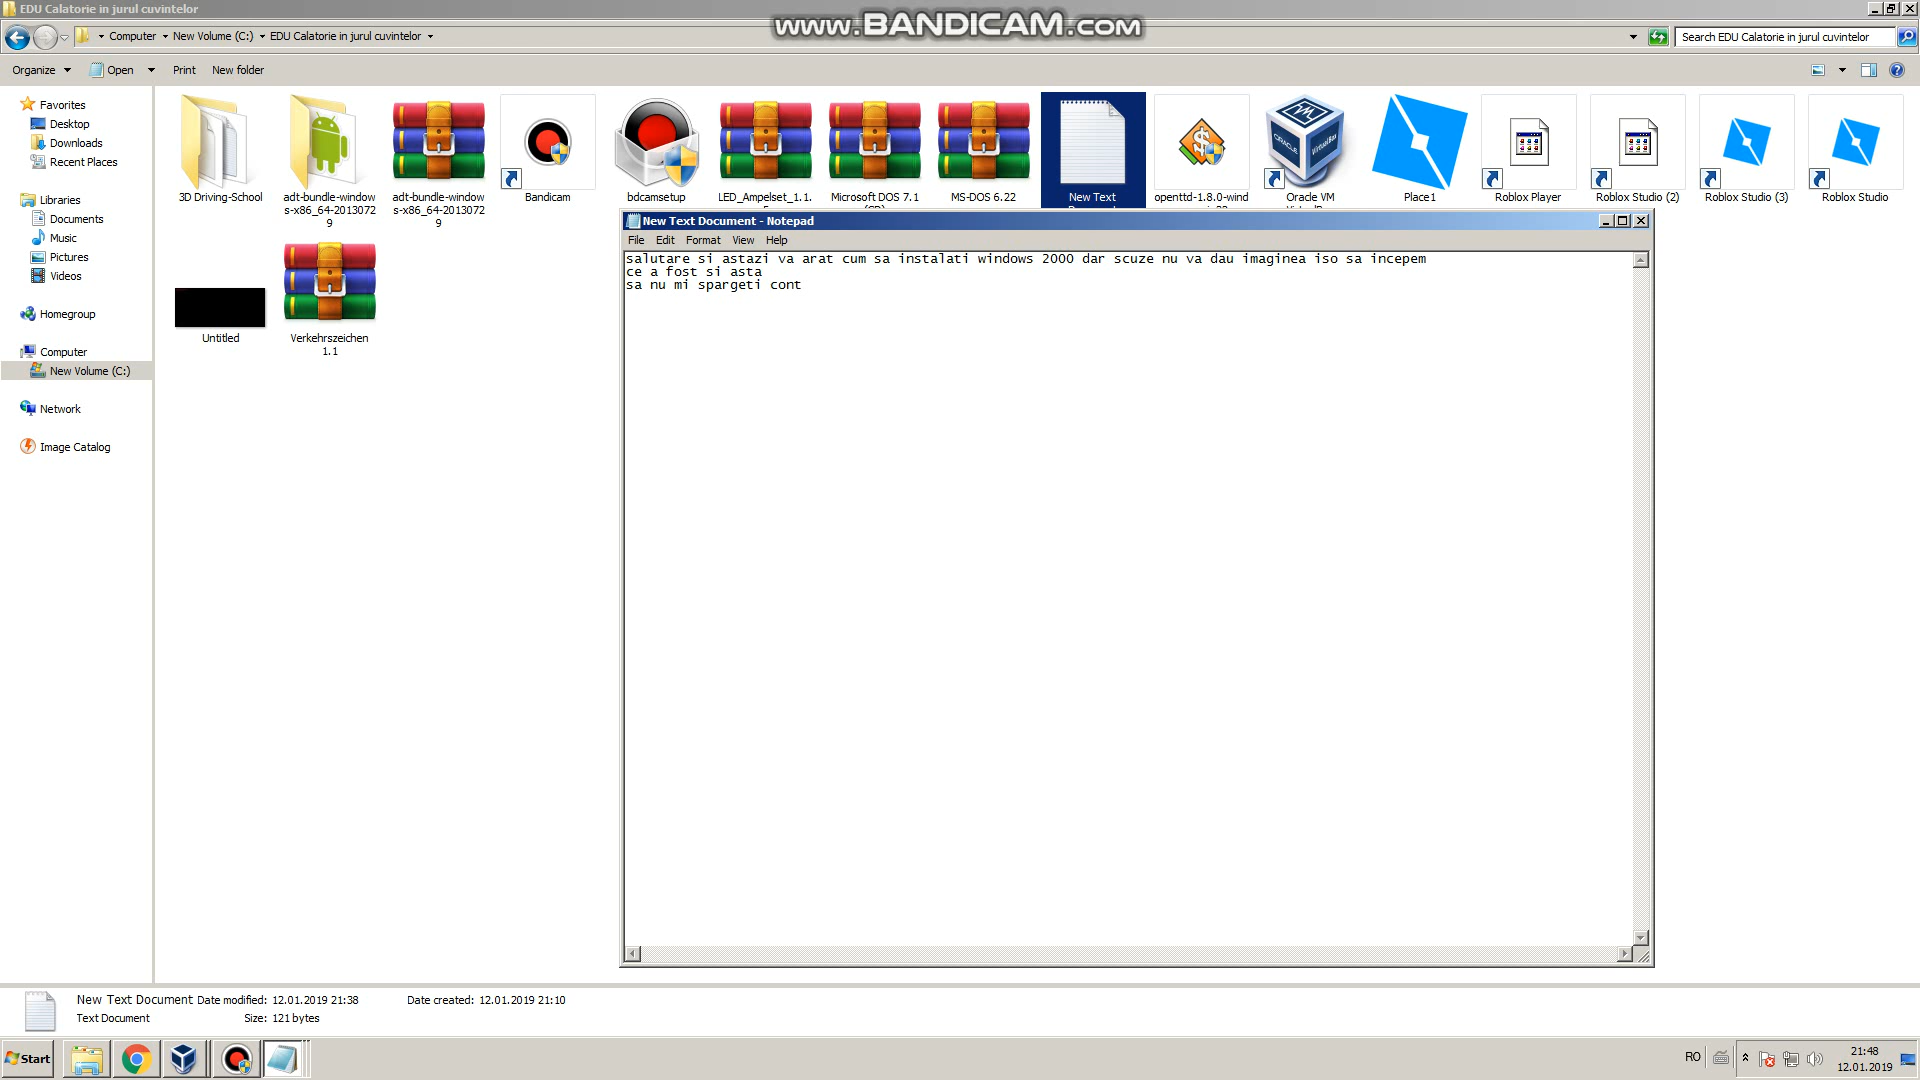 EDU Calatorie in jurul cuvintelor
www.BANDICAM.com
Computer New Volume (C:) EDU Calatorie in jurul cuvintelor
Search EDU Calatorie in jurul cuvintelor
Organize Open Print New folder
Favorites
Desktop
Downloads
Recent Places
Libraries
Documents
Music
Pictures
Videos
Homegroup
Computer
New Volume (C:)
Network
Image Catalog
3D Driving-School
adt-bundle-window
s-x86_64-2013072
9
adt-bundle-window
s-x86_64-2013072
9
Bandicam
bdcamsetup
LED_Ampelset_1.1.
Microsoft DOS 7.1
MS-DOS 6.22
New Text
openttd-1.8.0-wind
Oracle VM
Place1
Roblox Player
Roblox Studio (2)
Roblox Studio (3)
Roblox Studio
Untitled
Verkehrszeichen
1.1
New Text Document - Notepad
File Edit Format View Help
salutare si astazi va arat cum sa instalati windows 2000 dar scuze nu va dau imaginea iso sa incepem
ce a fost si asta
sa nu mi spargeti cont
New Text Document Date modified: 12.01.2019 21:38 Date created: 12.01.2019 21:10
Text Document Size: 121 bytes
Start
RO
21:48
12.01.2019